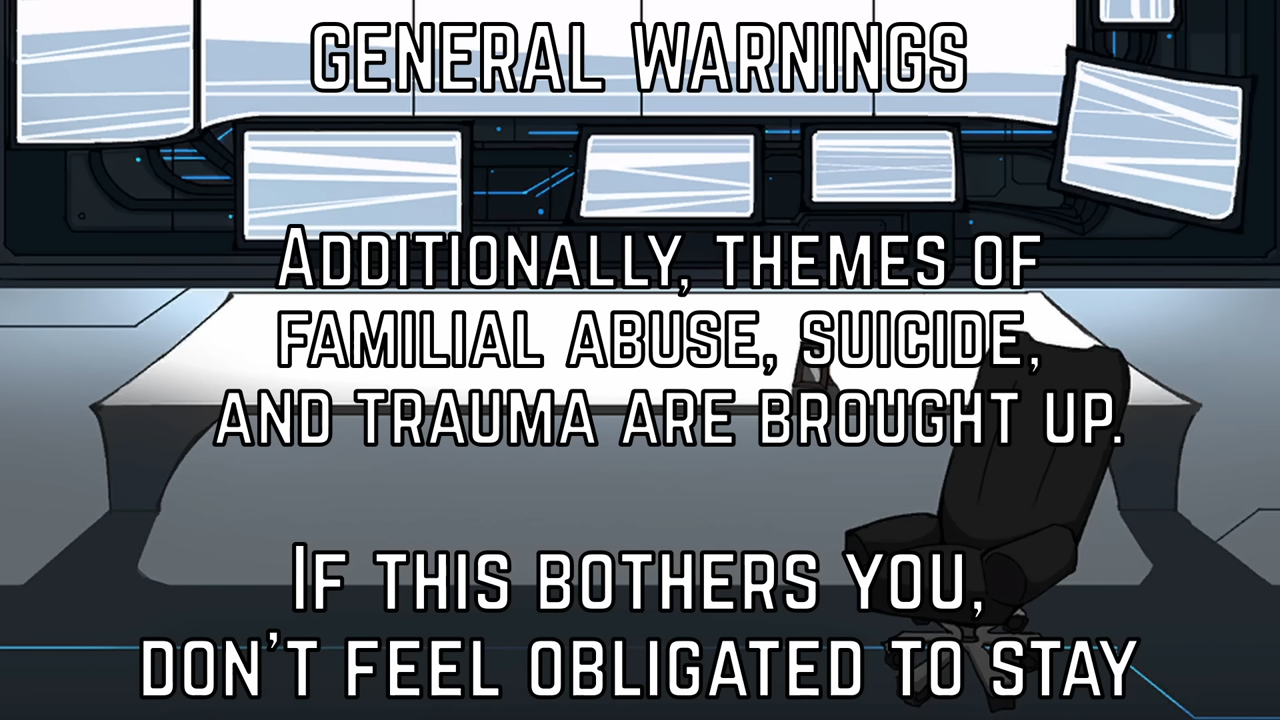 GENERAL WARNINGS
ADDITIONALLY, THEMES OF
FAMILIAL ABUSE, SUICIDE,
AND TRAUMA ARE BROUGHT UP.
IF THIS BOTHERS YOU,
DON'T FEEL OBLIGATED TO STAY